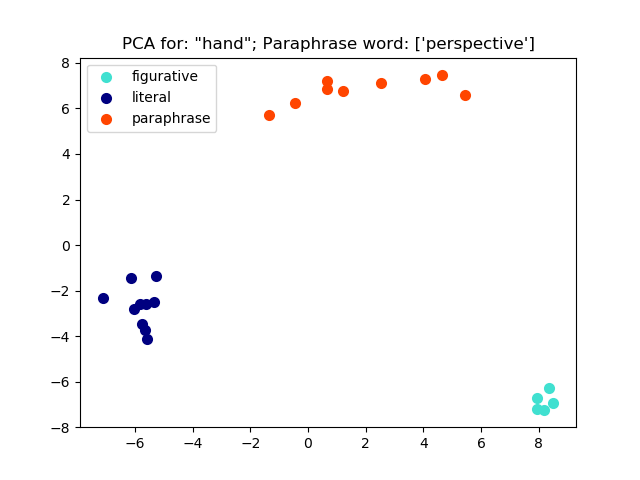 PCA for: "hand"; Paraphrase word: ['perspective']
figurative
literal
paraphrase
8
6
4
2
0
−2
−4
−6
−8
−6 −4 −2 0 2 4 6 8